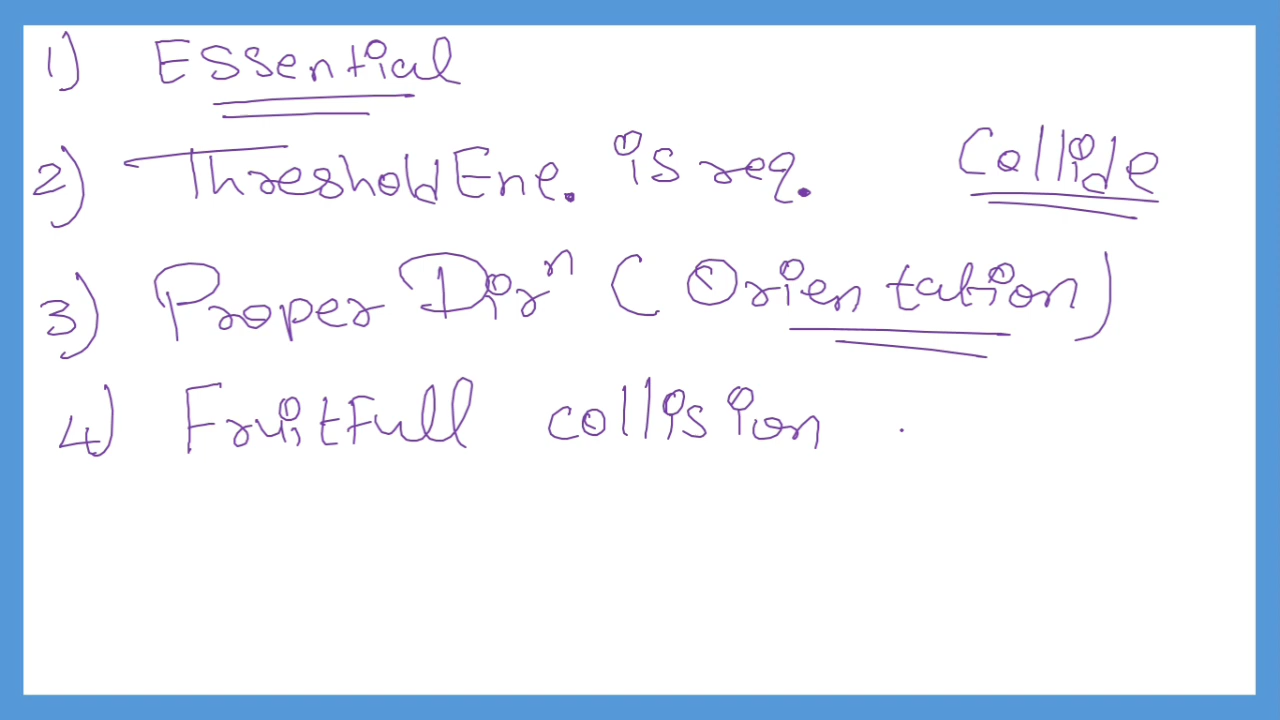 1) Essential
2) Threshold Ene. is req. Collide
3) Proper Dirⁿ (Orientation)
4) Fruitfull collision .